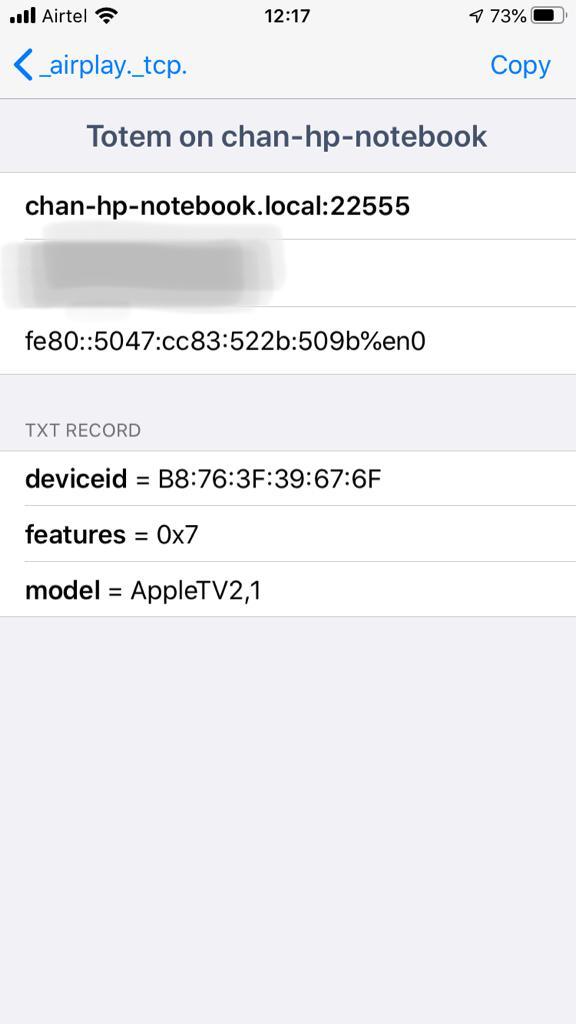 Airtel 12:17 73%
_airplay._tcp. Copy
Totem on chan-hp-notebook
chan-hp-notebook.local:22555
fe80::5047:cc83:522b:509b%en0
TXT RECORD
deviceid = B8:76:3F:39:67:6F
features = 0x7
model = AppleTV2,1